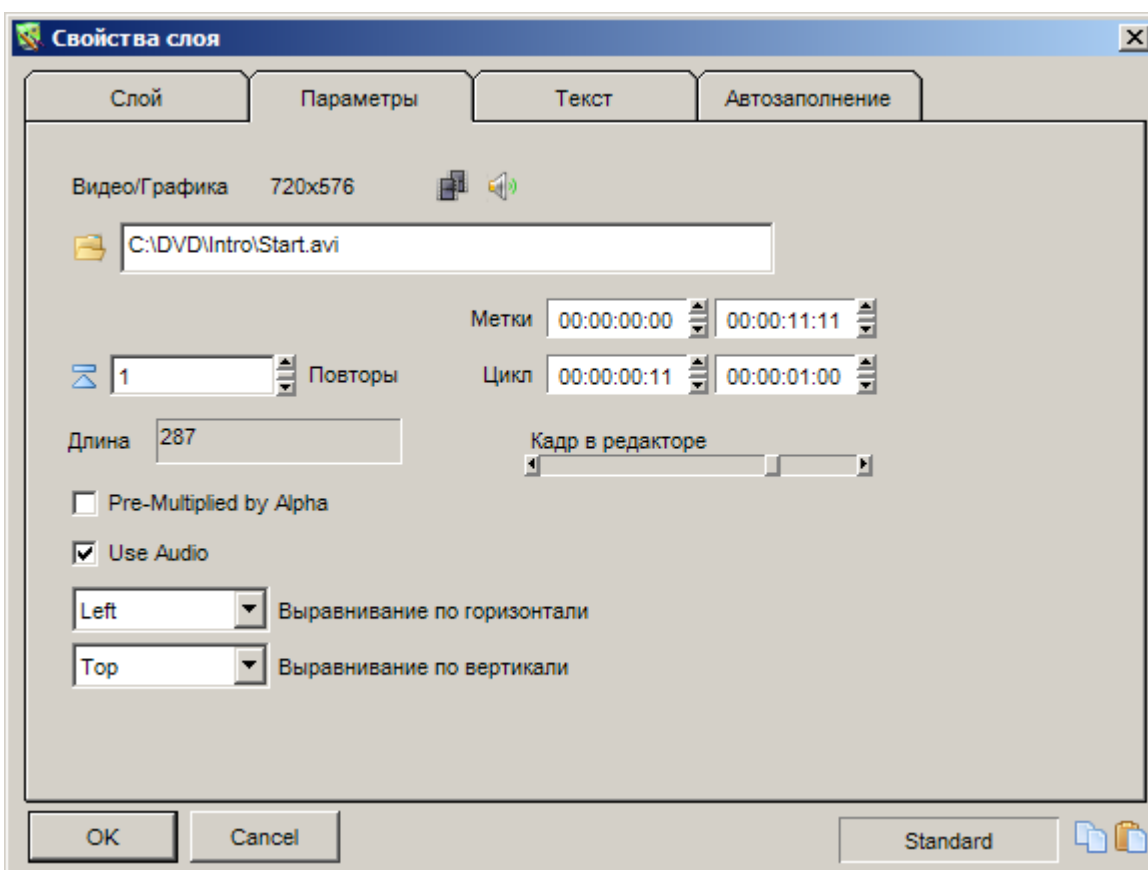 Свойства слоя
Слой Параметры Текст Автозаполнение
Видео/Графика 720x576
C:\DVD\Intro\Start.avi
Метки 00:00:00:00 00:00:11:11
1 Повторы Цикл 00:00:00:11 00:00:01:00
Длина 287 Кадр в редакторе
Pre-Multiplied by Alpha
Use Audio
Left Выравнивание по горизонтали
Top Выравнивание по вертикали
OK Cancel Standard